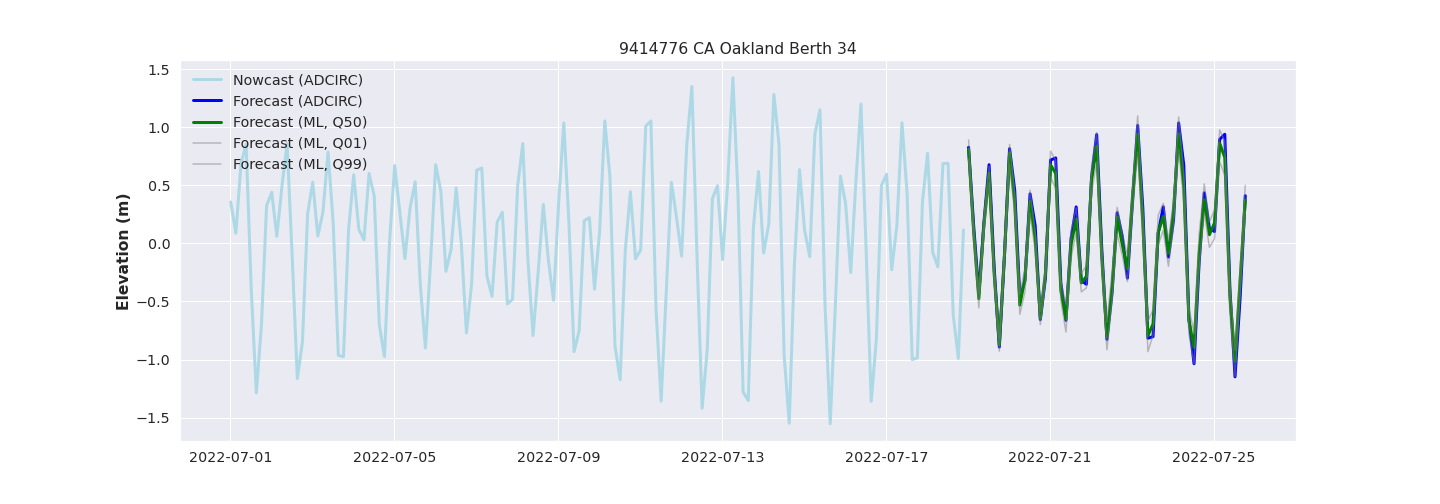 9414776 CA Oakland Berth 34
Elevation (m)
1.5
1.0
0.5
0.0
−0.5
−1.0
−1.5
Nowcast (ADCIRC)
Forecast (ADCIRC)
Forecast (ML, Q50)
Forecast (ML, Q01)
Forecast (ML, Q99)
2022-07-01
2022-07-05
2022-07-09
2022-07-13
2022-07-17
2022-07-21
2022-07-25